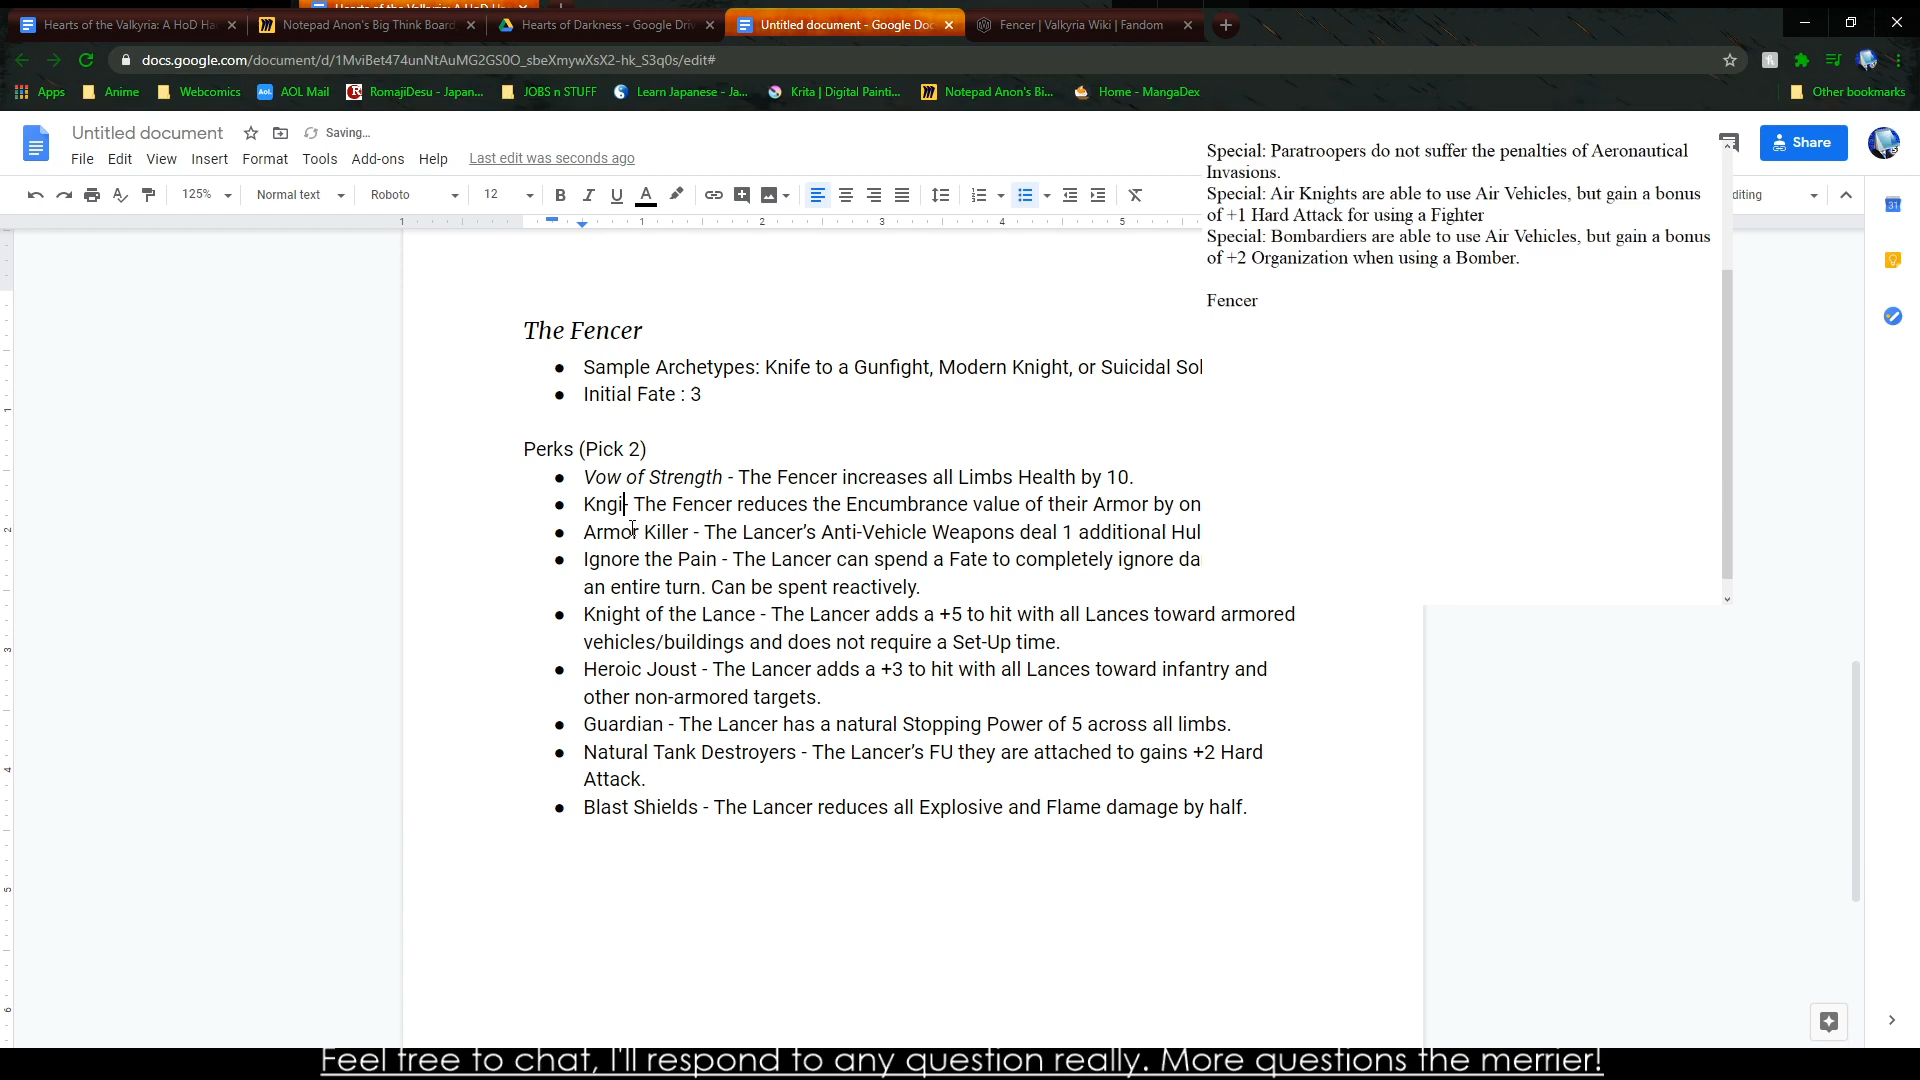 Hearts of the Valkyria: A HoD Ha
Notepad Anon's Big Think Board
Hearts of Darkness - Google Driv
Untitled document - Google Doc
Fencer | Valkyria Wiki | Fandom
docs.google.com/document/d/1MviBet474unNtAuMG2GS0O_sbeXmywXsX2-hk_S3q0s/edit#
Apps
Anime
Webcomics
AOL Mail
RomajiDesu - Japan...
JOBS n STUFF
Learn Japanese - Ja...
Krita | Digital Painti...
Notepad Anon's Bi...
Home - MangaDex
Other bookmarks
Untitled document
Saving...
File Edit View Insert Format Tools Add-ons Help
Last edit was seconds ago
Share
125%
Normal text
Roboto
12
diting
Special: Paratroopers do not suffer the penalties of Aeronautical
Invasions.
Special: Air Knights are able to use Air Vehicles, but gain a bonus
of +1 Hard Attack for using a Fighter
Special: Bombardiers are able to use Air Vehicles, but gain a bonus
of +2 Organization when using a Bomber.
Fencer
The Fencer
● Sample Archetypes: Knife to a Gunfight, Modern Knight, or Suicidal Sol
● Initial Fate : 3
Perks (Pick 2)
● Vow of Strength - The Fencer increases all Limbs Health by 10.
● Kngi- The Fencer reduces the Encumbrance value of their Armor by on
● Armor Killer - The Lancer’s Anti-Vehicle Weapons deal 1 additional Hul
● Ignore the Pain - The Lancer can spend a Fate to completely ignore da
an entire turn. Can be spent reactively.
● Knight of the Lance - The Lancer adds a +5 to hit with all Lances toward armored
vehicles/buildings and does not require a Set-Up time.
● Heroic Joust - The Lancer adds a +3 to hit with all Lances toward infantry and
other non-armored targets.
● Guardian - The Lancer has a natural Stopping Power of 5 across all limbs.
● Natural Tank Destroyers - The Lancer’s FU they are attached to gains +2 Hard
Attack.
● Blast Shields - The Lancer reduces all Explosive and Flame damage by half.
Feel free to chat, I'll respond to any question really. More questions the merrier!